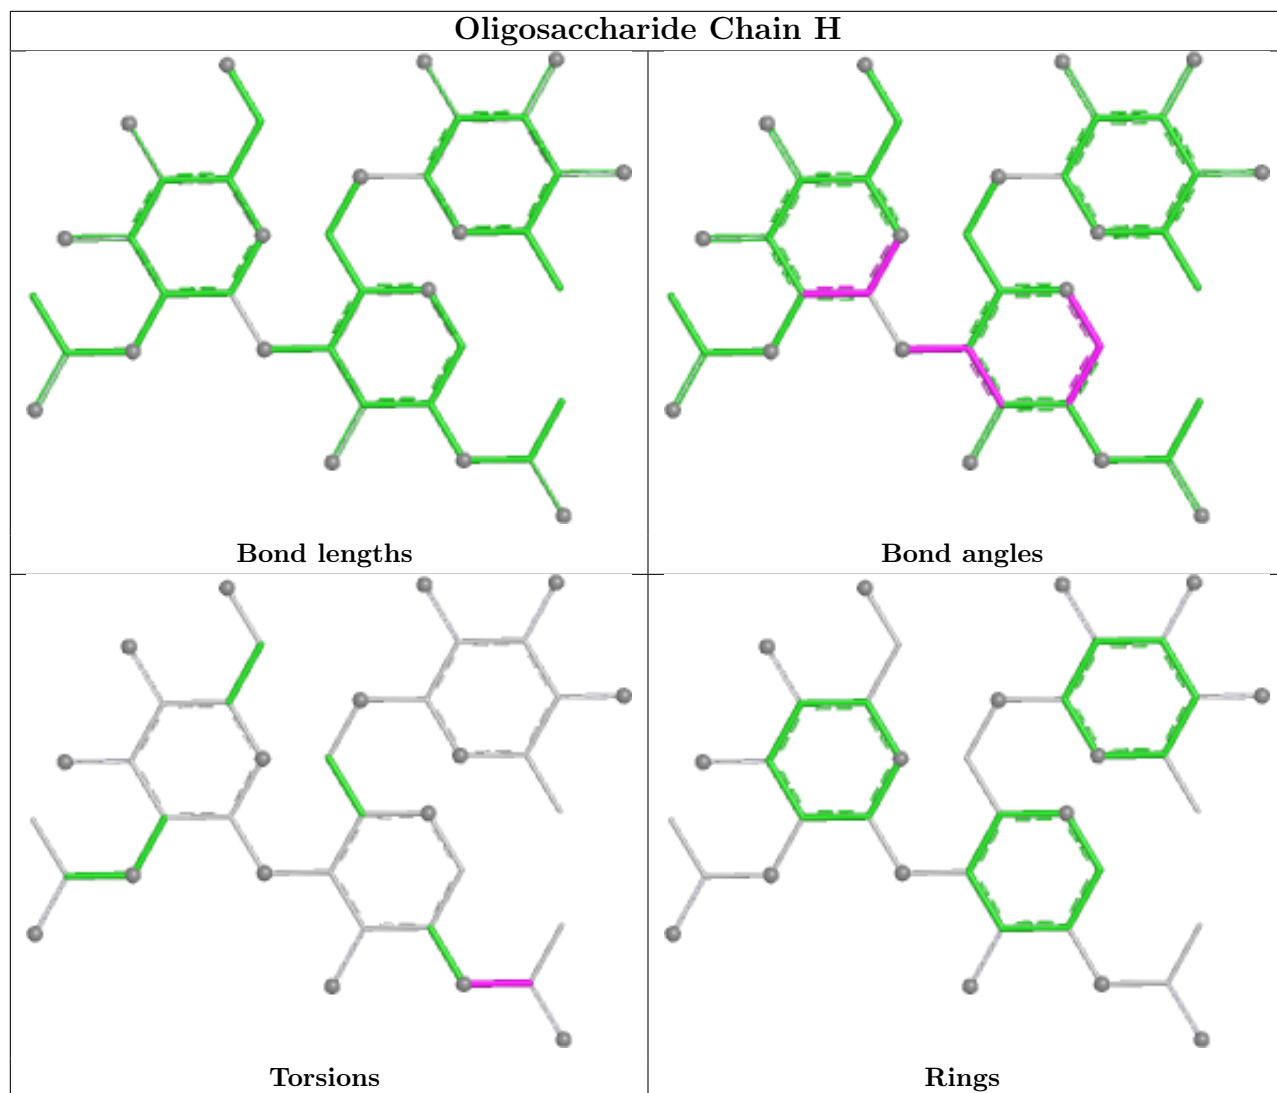 Oligosaccharide Chain H
Bond lengths
Bond angles
Torsions
Rings